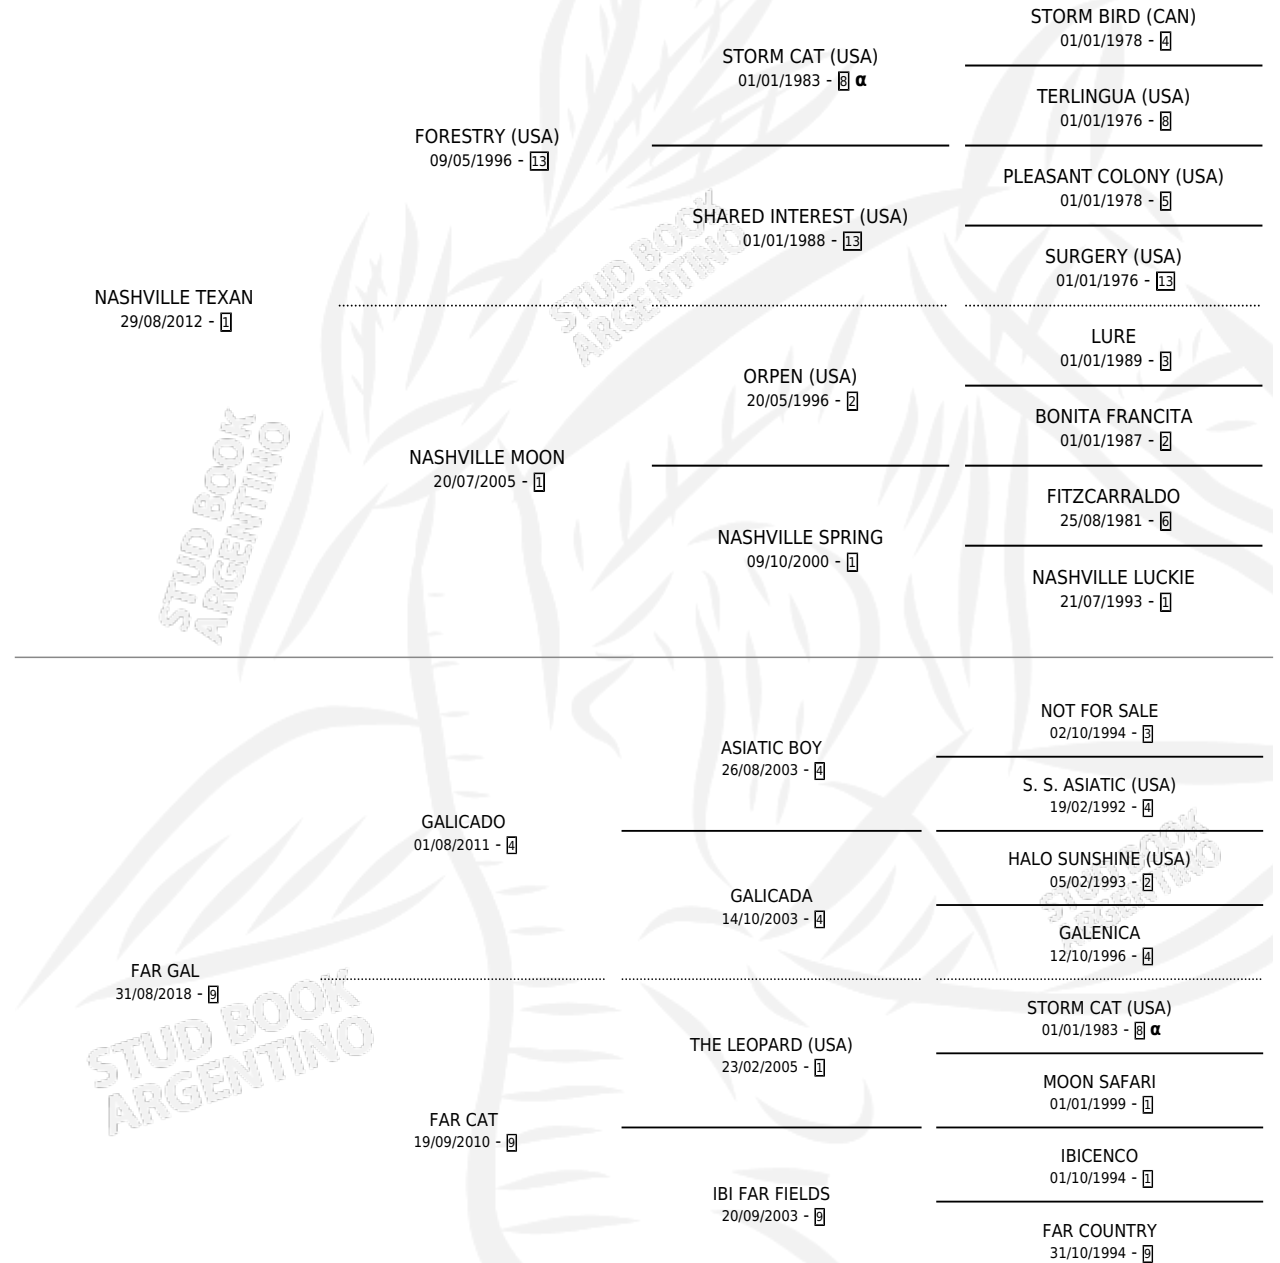 STORM BIRD (CAN)
01/01/1978 - 4
STORM CAT (USA)
01/01/1983 - 8 α
TERLINGUA (USA)
01/01/1976 - 8
FORESTRY (USA)
09/05/1996 - 13
PLEASANT COLONY (USA)
01/01/1978 - 5
SHARED INTEREST (USA)
01/01/1988 - 13
SURGERY (USA)
01/01/1976 - 13
NASHVILLE TEXAN
29/08/2012 - 1
LURE
01/01/1989 - 3
ORPEN (USA)
20/05/1996 - 2
BONITA FRANCITA
01/01/1987 - 2
NASHVILLE MOON
20/07/2005 - 1
FITZCARRALDO
25/08/1981 - 6
NASHVILLE SPRING
09/10/2000 - 1
NASHVILLE LUCKIE
21/07/1993 - 1
NOT FOR SALE
02/10/1994 - 3
ASIATIC BOY
26/08/2003 - 4
S. S. ASIATIC (USA)
19/02/1992 - 4
GALICADO
01/08/2011 - 4
HALO SUNSHINE (USA)
05/02/1993 - 2
GALICADA
14/10/2003 - 4
GALENICA
12/10/1996 - 4
FAR GAL
31/08/2018 - 9
STORM CAT (USA)
01/01/1983 - 8 α
THE LEOPARD (USA)
23/02/2005 - 1
MOON SAFARI
01/01/1999 - 1
FAR CAT
19/09/2010 - 9
IBICENCO
01/10/1994 - 1
IBI FAR FIELDS
20/09/2003 - 9
FAR COUNTRY
31/10/1994 - 9
STUD BOOK
ARGENTINO
STUD BOOK
ARGENTINO
STUD BOOK
ARGENTINO
STUD BOOK
ARGENTINO